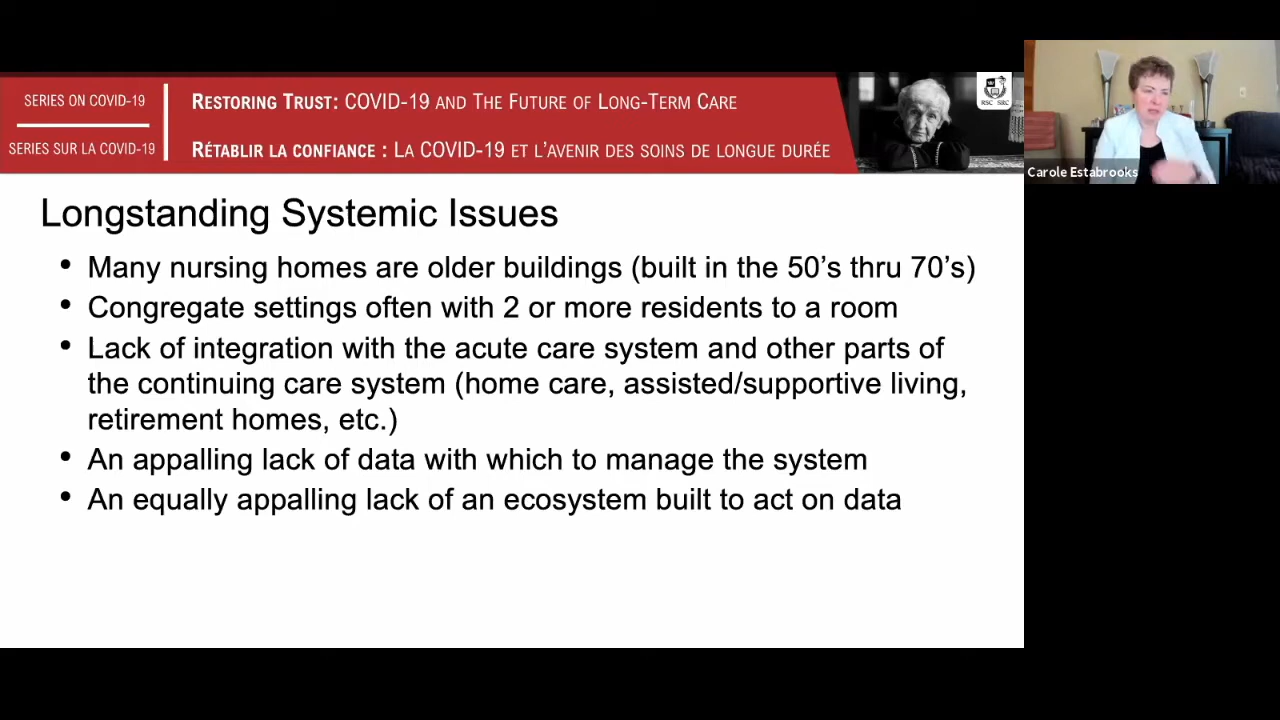 SERIES ON COVID-19
SERIES SUR LA COVID-19
RESTORING TRUST: COVID-19 AND THE FUTURE OF LONG-TERM CARE
RÉTABLIR LA CONFIANCE : LA COVID-19 ET L'AVENIR DES SOINS DE LONGUE DURÉE
RSC SRC
Carole Estabrooks
Longstanding Systemic Issues
• Many nursing homes are older buildings (built in the 50's thru 70's)
• Congregate settings often with 2 or more residents to a room
• Lack of integration with the acute care system and other parts of
the continuing care system (home care, assisted/supportive living,
retirement homes, etc.)
• An appalling lack of data with which to manage the system
• An equally appalling lack of an ecosystem built to act on data